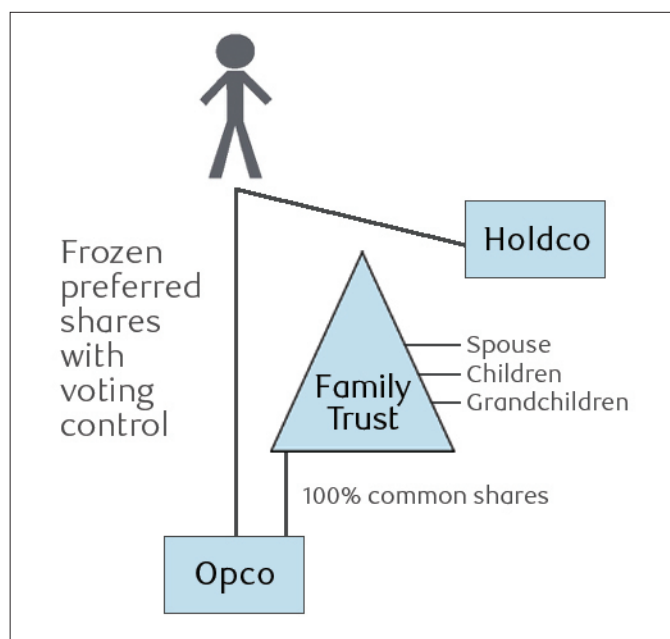 Holdco
Frozen
preferred
shares
with
voting
control
Spouse
Children
Grandchildren
Family
Trust
100% common shares
Opco